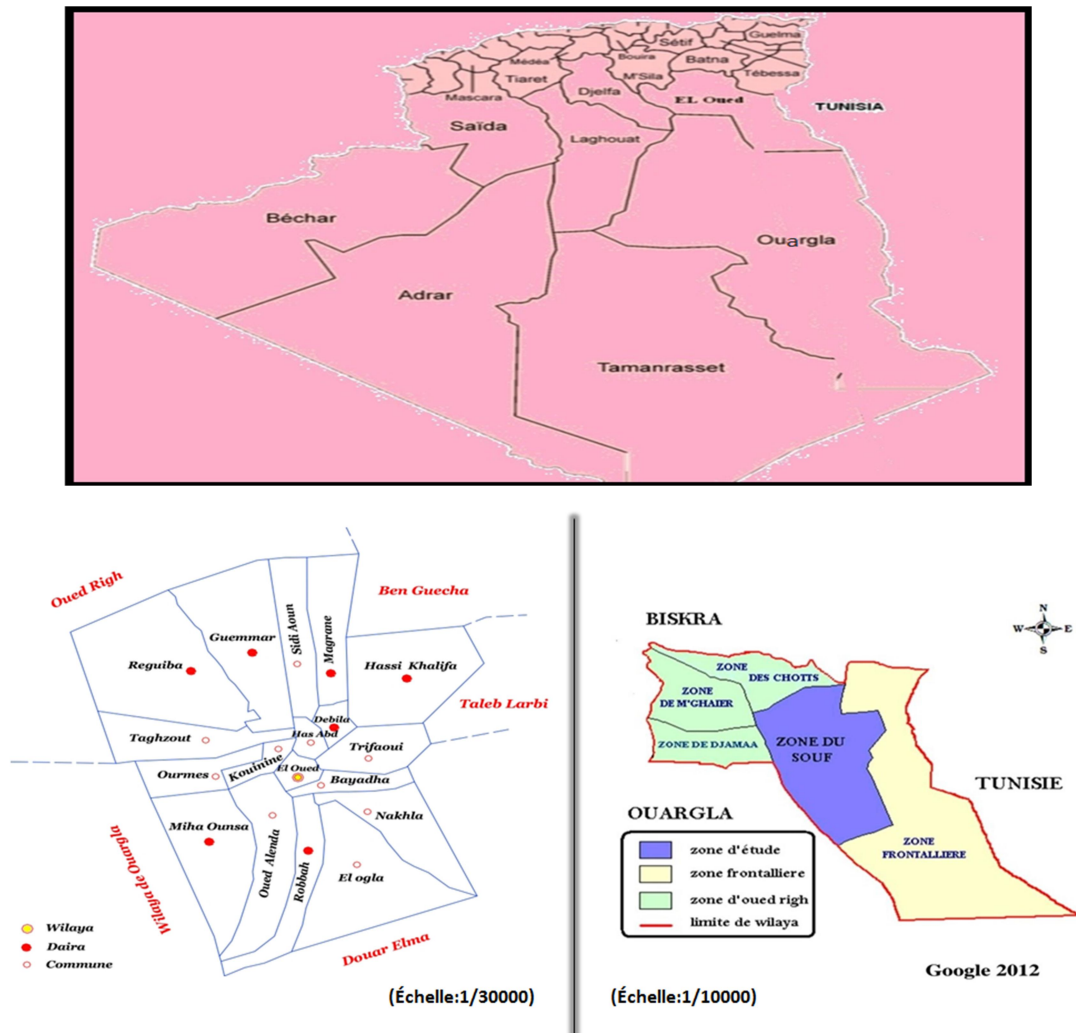 Guelma
Sétif
Médéa
Bouira
Batna
Tiaret
M'Sila
Tébessa
Djelfa
Mascara
EL Oued
TUNISIA
Saïda
Laghouat
Béchar
Ouargla
Adrar
Tamanrasset
Oued Righ
Ben Guecha
Sidi Aoun
Guemmar
Magrane
Reguiba
Hassi Khalifa
Taleb Larbi
Debila
Taghzout
Has Abd
Trifaoui
Kouinine
El Oued
Ourmes
Bayadha
Nakhla
Miha Ounsa
Oued Alenda
Robbah
El ogla
Wilaya de Ouargla
Douar Elma
Wilaya
Daira
Commune
(Échelle:1/30000)
N
W E
S
BISKRA
ZONE
DES CHOTTS
ZONE
DE M'GHAIER
ZONE DE DJAMAA
ZONE DU
SOUF
TUNISIE
OUARGLA
ZONE
FRONTALLIERE
zone d'étude
zone frontalliere
zone d'oued righ
limite de wilaya
Google 2012
(Échelle:1/10000)